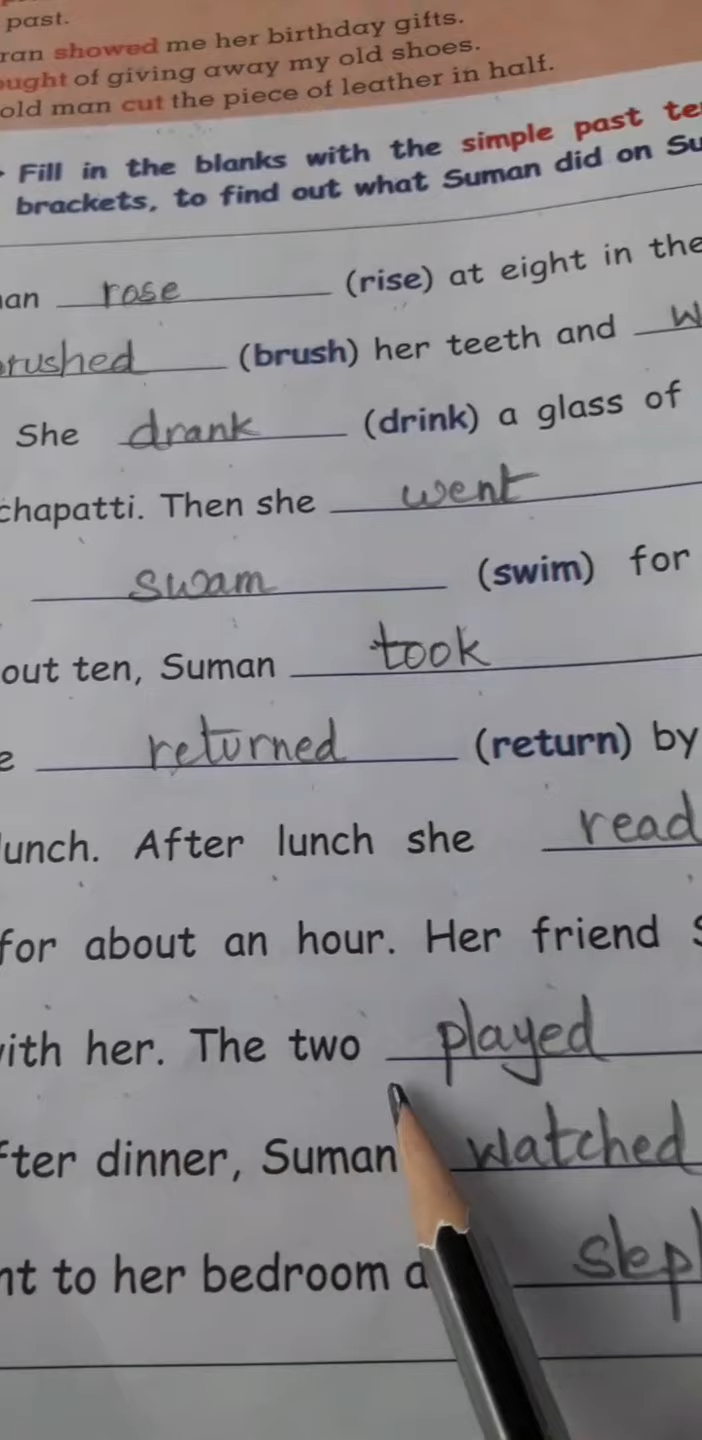 past.
ran showed me her birthday gifts.
ought of giving away my old shoes.
old man cut the piece of leather in half.
Fill in the blanks with the simple past te
brackets, to find out what Suman did on Su
an rose (rise) at eight in the
rushed (brush) her teeth and w
She drank (drink) a glass of
chapatti. Then she went
swam (swim) for
out ten, Suman took
e returned (return) by
unch. After lunch she read
for about an hour. Her friend S
ith her. The two played
fter dinner, Suman watched
nt to her bedroom a slep